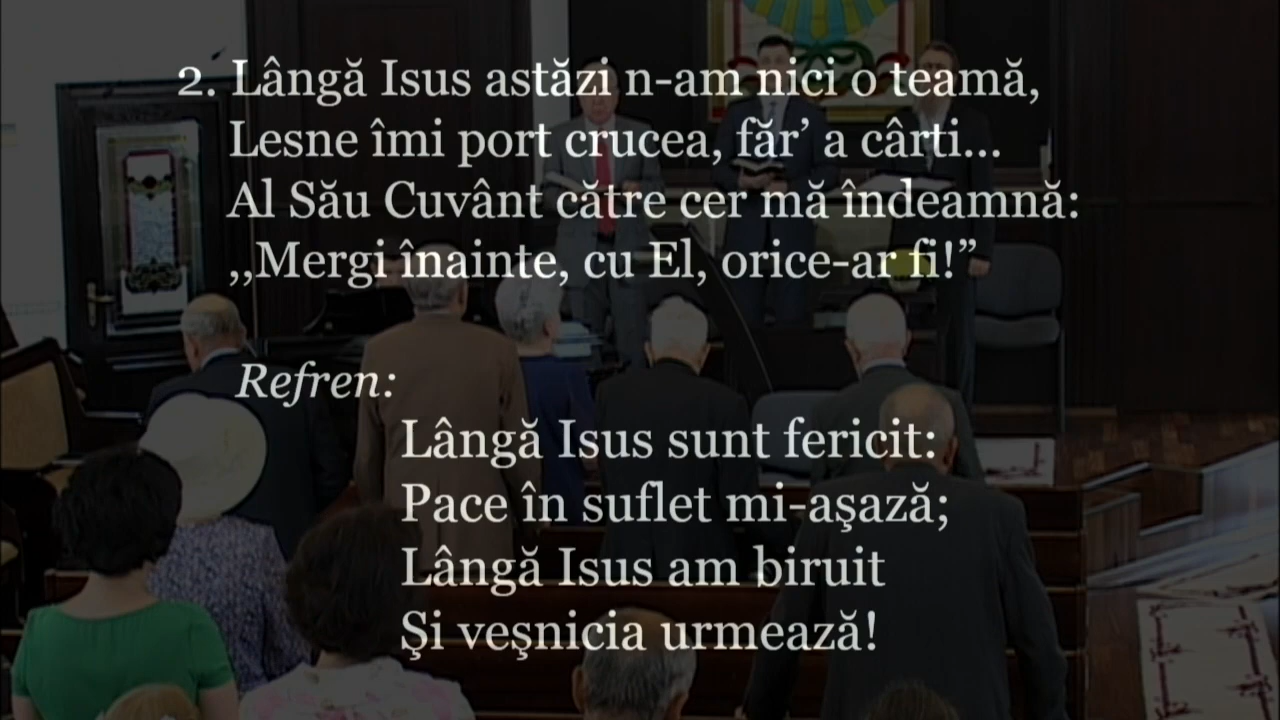 2. Lângă Isus astăzi n-am nici o teamă,
Lesne îmi port crucea, făr’ a cârti...
Al Său Cuvânt către cer mă îndeamnă:
,,Mergi înainte, cu El, orice-ar fi!”
Refren:
Lângă Isus sunt fericit:
Pace în suflet mi-aşază;
Lângă Isus am biruit
Şi veşnicia urmează!